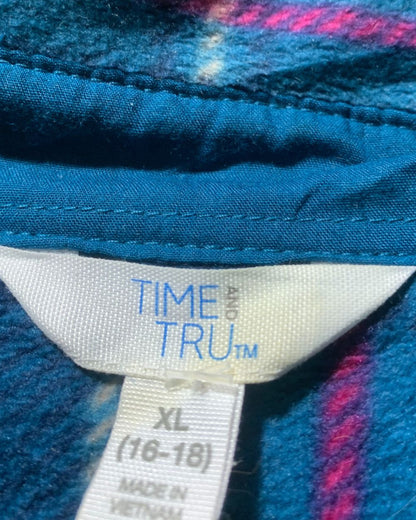 TIME AND
TRU™
XL
(16-18)
MADE IN
VIETNAM